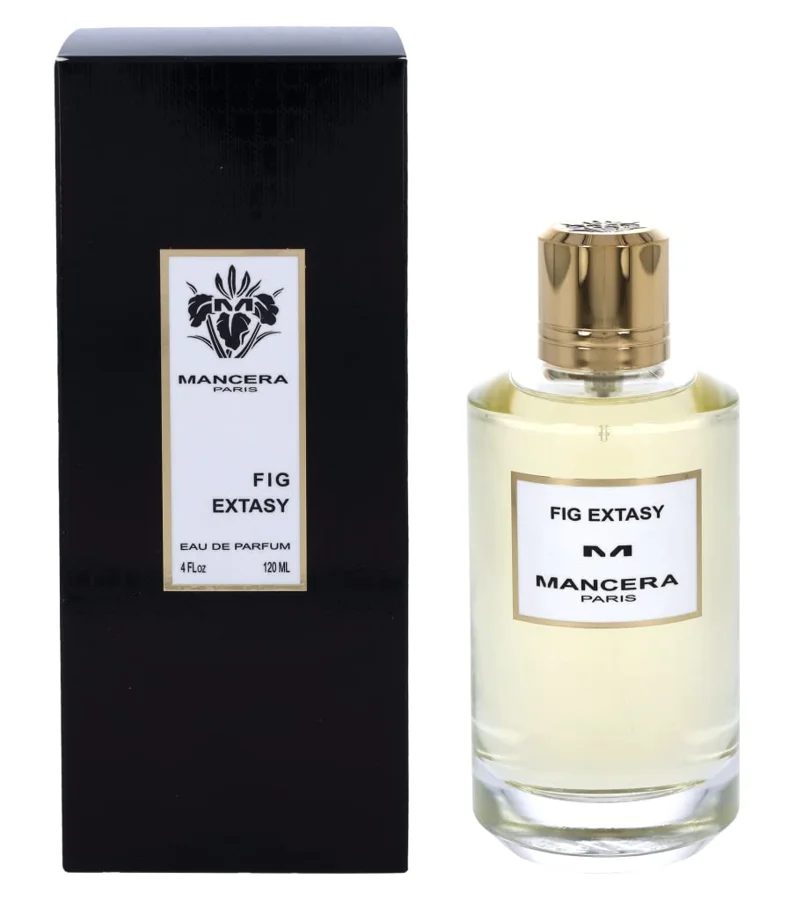 M
MANCERA
PARIS
FIG
EXTASY
EAU DE PARFUM
4 FLoz 120 ML
FIG EXTASY
M
MANCERA
PARIS